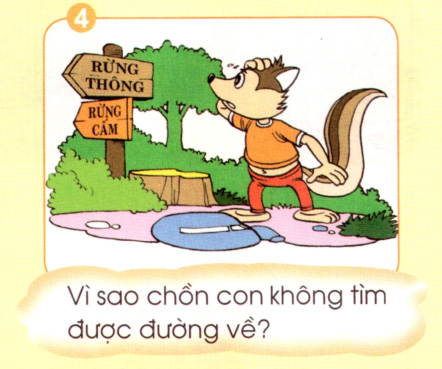 4
RỪNG
THÔNG
RỪNG
CẤM
Vì sao chồn con không tìm
được đường về?